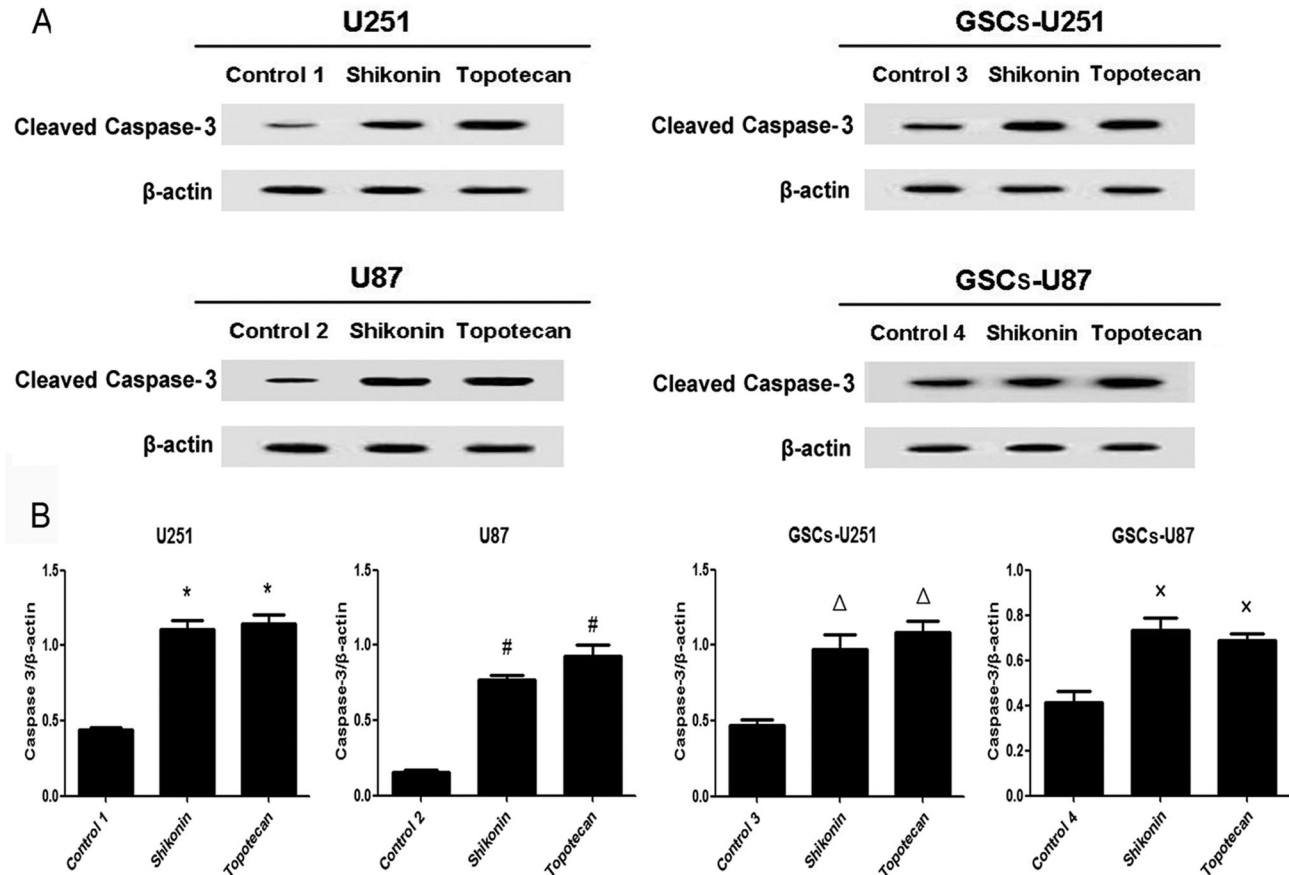 A
U251
Control 1 Shikonin Topotecan
Cleaved Caspase-3
β-actin
GSCs-U251
Control 3 Shikonin Topotecan
Cleaved Caspase-3
β-actin
U87
Control 2 Shikonin Topotecan
Cleaved Caspase-3
β-actin
GSCs-U87
Control 4 Shikonin Topotecan
Cleaved Caspase-3
β-actin
B
U251
Caspase 3/β-actin
1.5
1.0
0.5
0.0
* *
Control 1 Shikonin Topotecan
U87
Caspase-3/β-actin
1.5
1.0
0.5
0.0
# #
Control 2 Shikonin Topotecan
GSCs-U251
Caspase-3/β-actin
1.5
1.0
0.5
0.0
Δ Δ
Control 3 Shikonin Topotecan
GSCs-U87
Caspase-3/β-actin
1.0
0.8
0.6
0.4
0.2
0.0
× ×
Control 4 Shikonin Topotecan